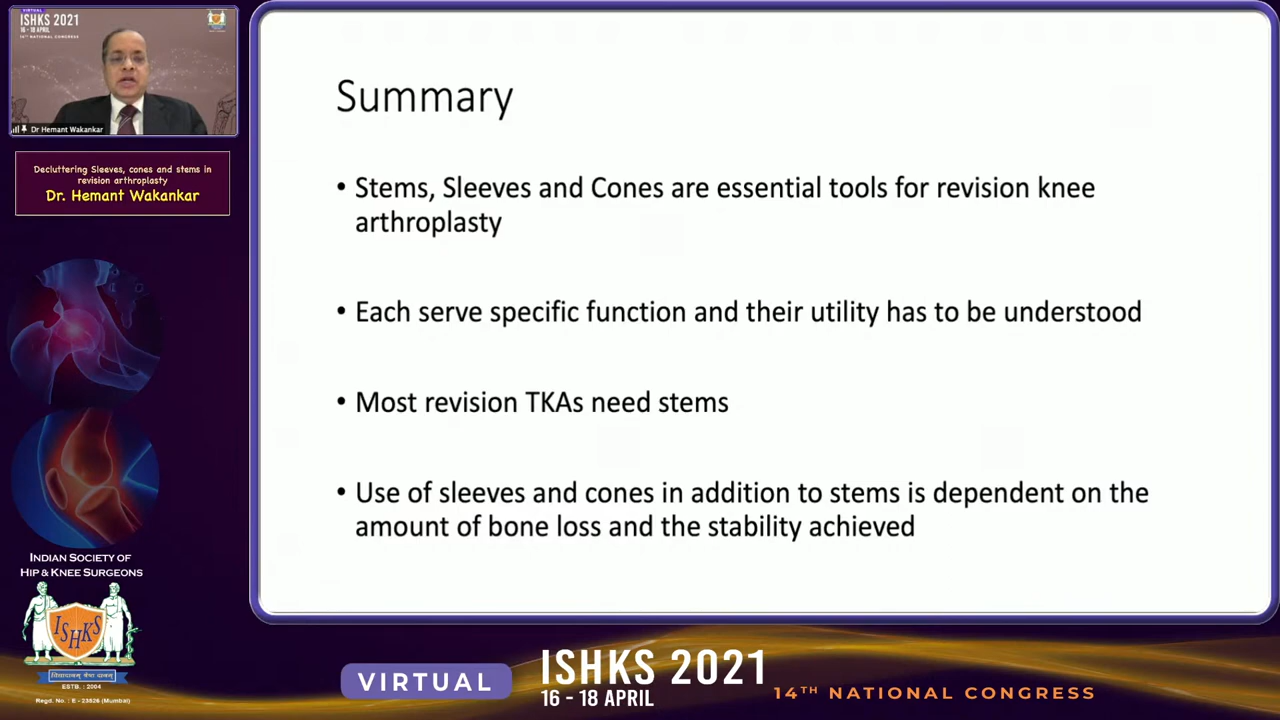 VIRTUAL
ISHKS 2021
16 - 18 APRIL
14TH NATIONAL CONGRESS
Dr Hemant Wakankar
Decluttering Sleeves, cones and stems in
revision arthroplasty
Dr. Hemant Wakankar
Summary
• Stems, Sleeves and Cones are essential tools for revision knee
arthroplasty
• Each serve specific function and their utility has to be understood
• Most revision TKAs need stems
• Use of sleeves and cones in addition to stems is dependent on the
amount of bone loss and the stability achieved
INDIAN SOCIETY OF
HIP & KNEE SURGEONS
ISHKS
ESTB. : 2004
Regd. No. : E - 23526 (Mumbai)
VIRTUAL
ISHKS 2021
16 - 18 APRIL
14TH NATIONAL CONGRESS